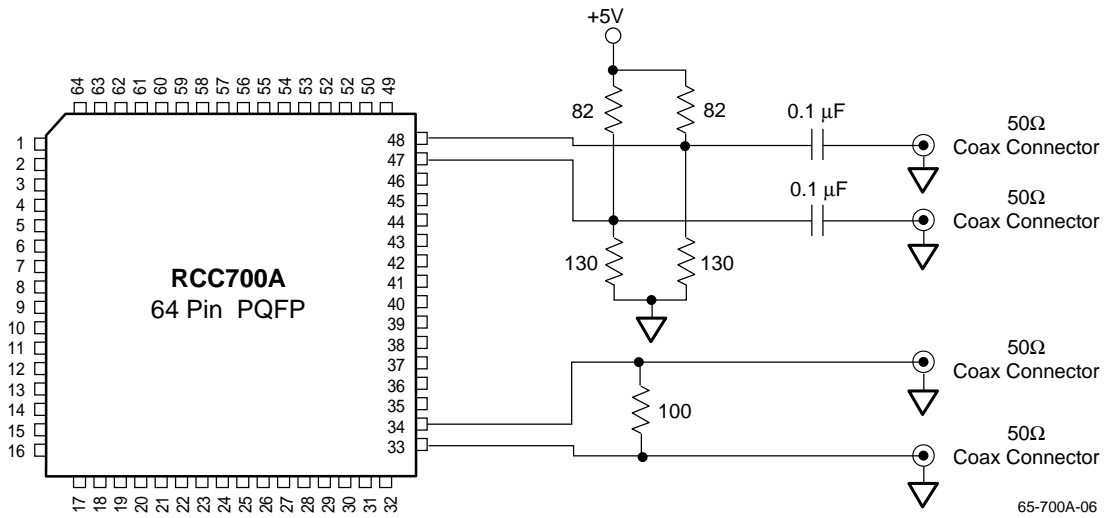 +5V
64 63 62 61 60 59 58 57 56 55 54 53 52 52 50 49
82
82
0.1 μF
50Ω
Coax Connector
0.1 μF
50Ω
Coax Connector
130
130
1
2
3
4
5
6
7
8
9
10
11
12
13
14
15
16
RCC700A
64 Pin PQFP
48
47
46
45
44
43
42
41
40
39
38
37
36
35
34
33
100
50Ω
Coax Connector
50Ω
Coax Connector
17 18 19 20 21 22 23 24 25 26 27 28 29 30 31 32
65-700A-06